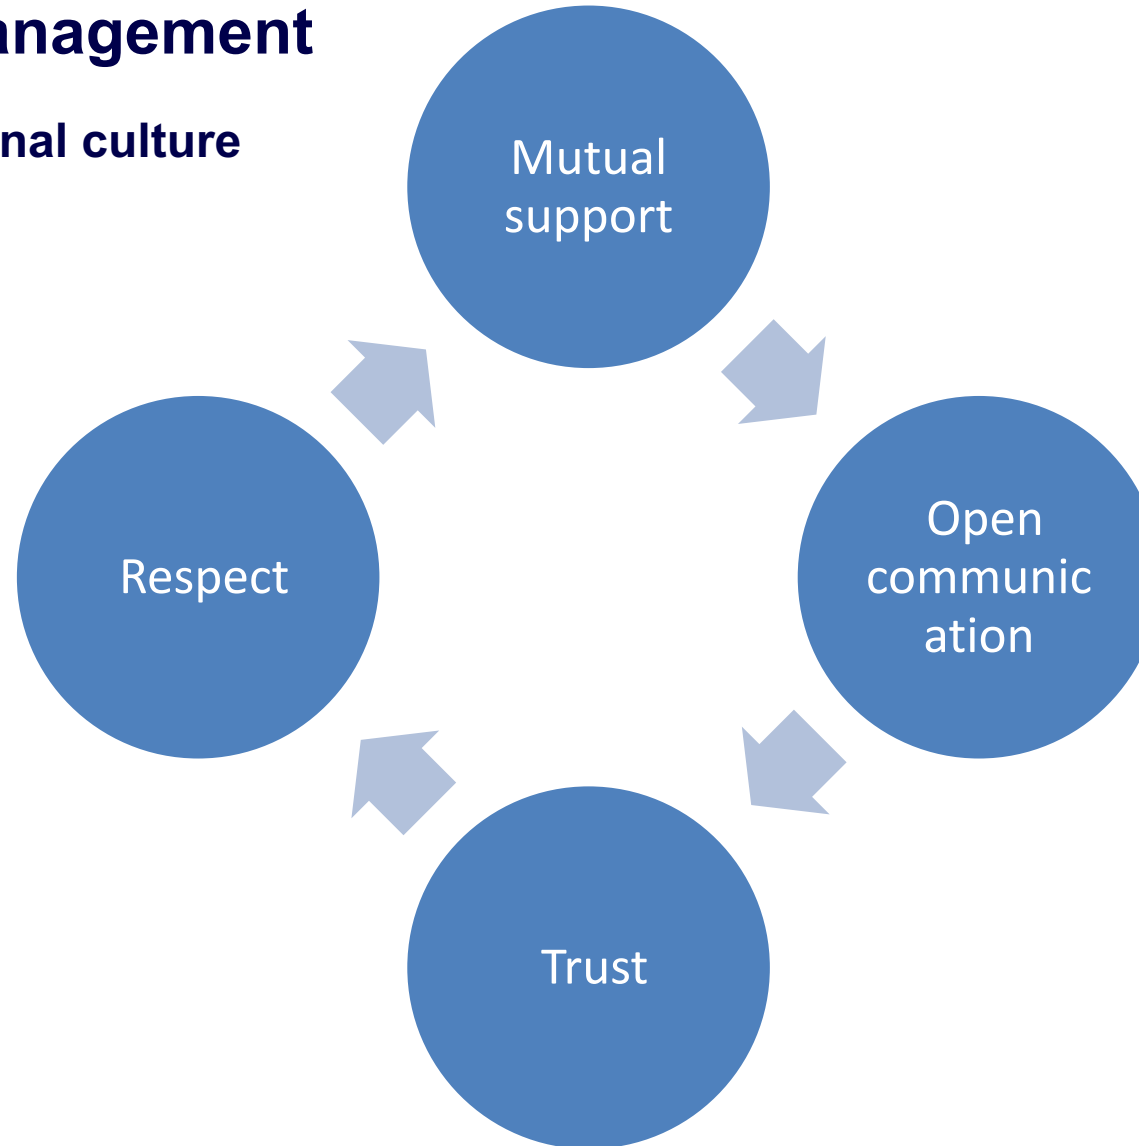 anagement
nal culture
Mutual
support
Open
communic
ation
Respect
Trust